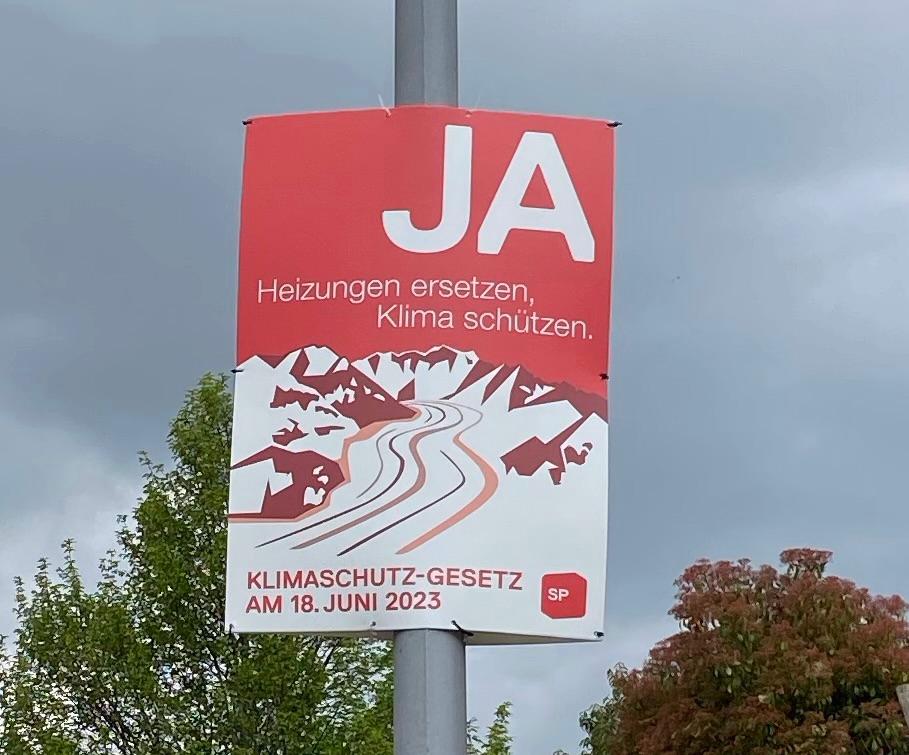 JA
Heizungen ersetzen,
Klima schützen.
KLIMASCHUTZ-GESETZ
AM 18. JUNI 2023
SP